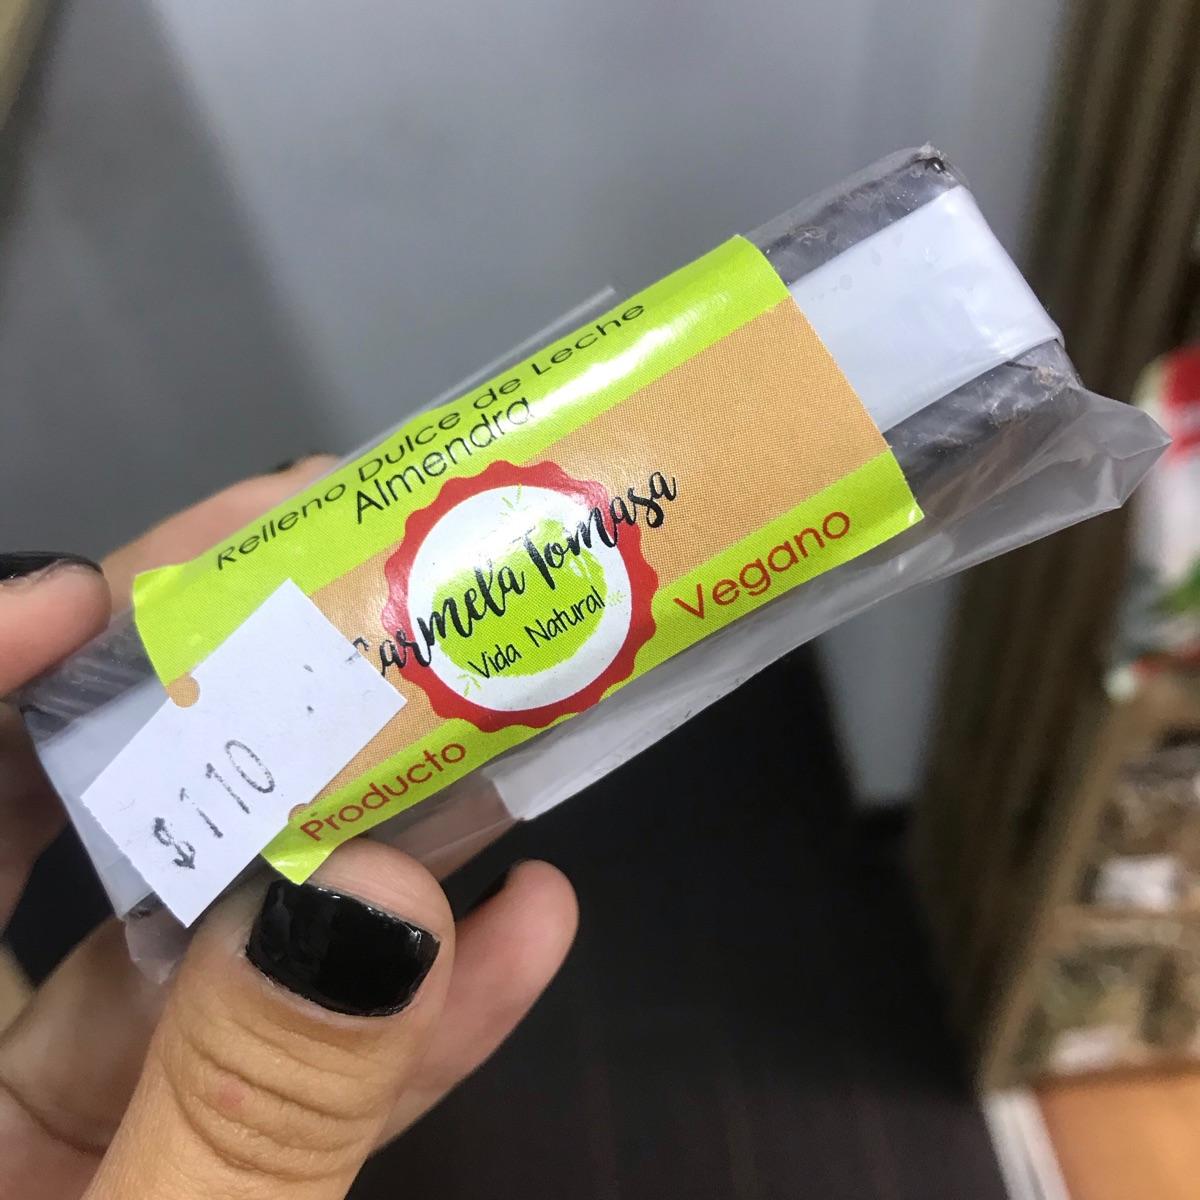 Relleno Dulce de Leche
Almendra
Carmela Tomasa
Vida Natural
Producto Vegano
$110